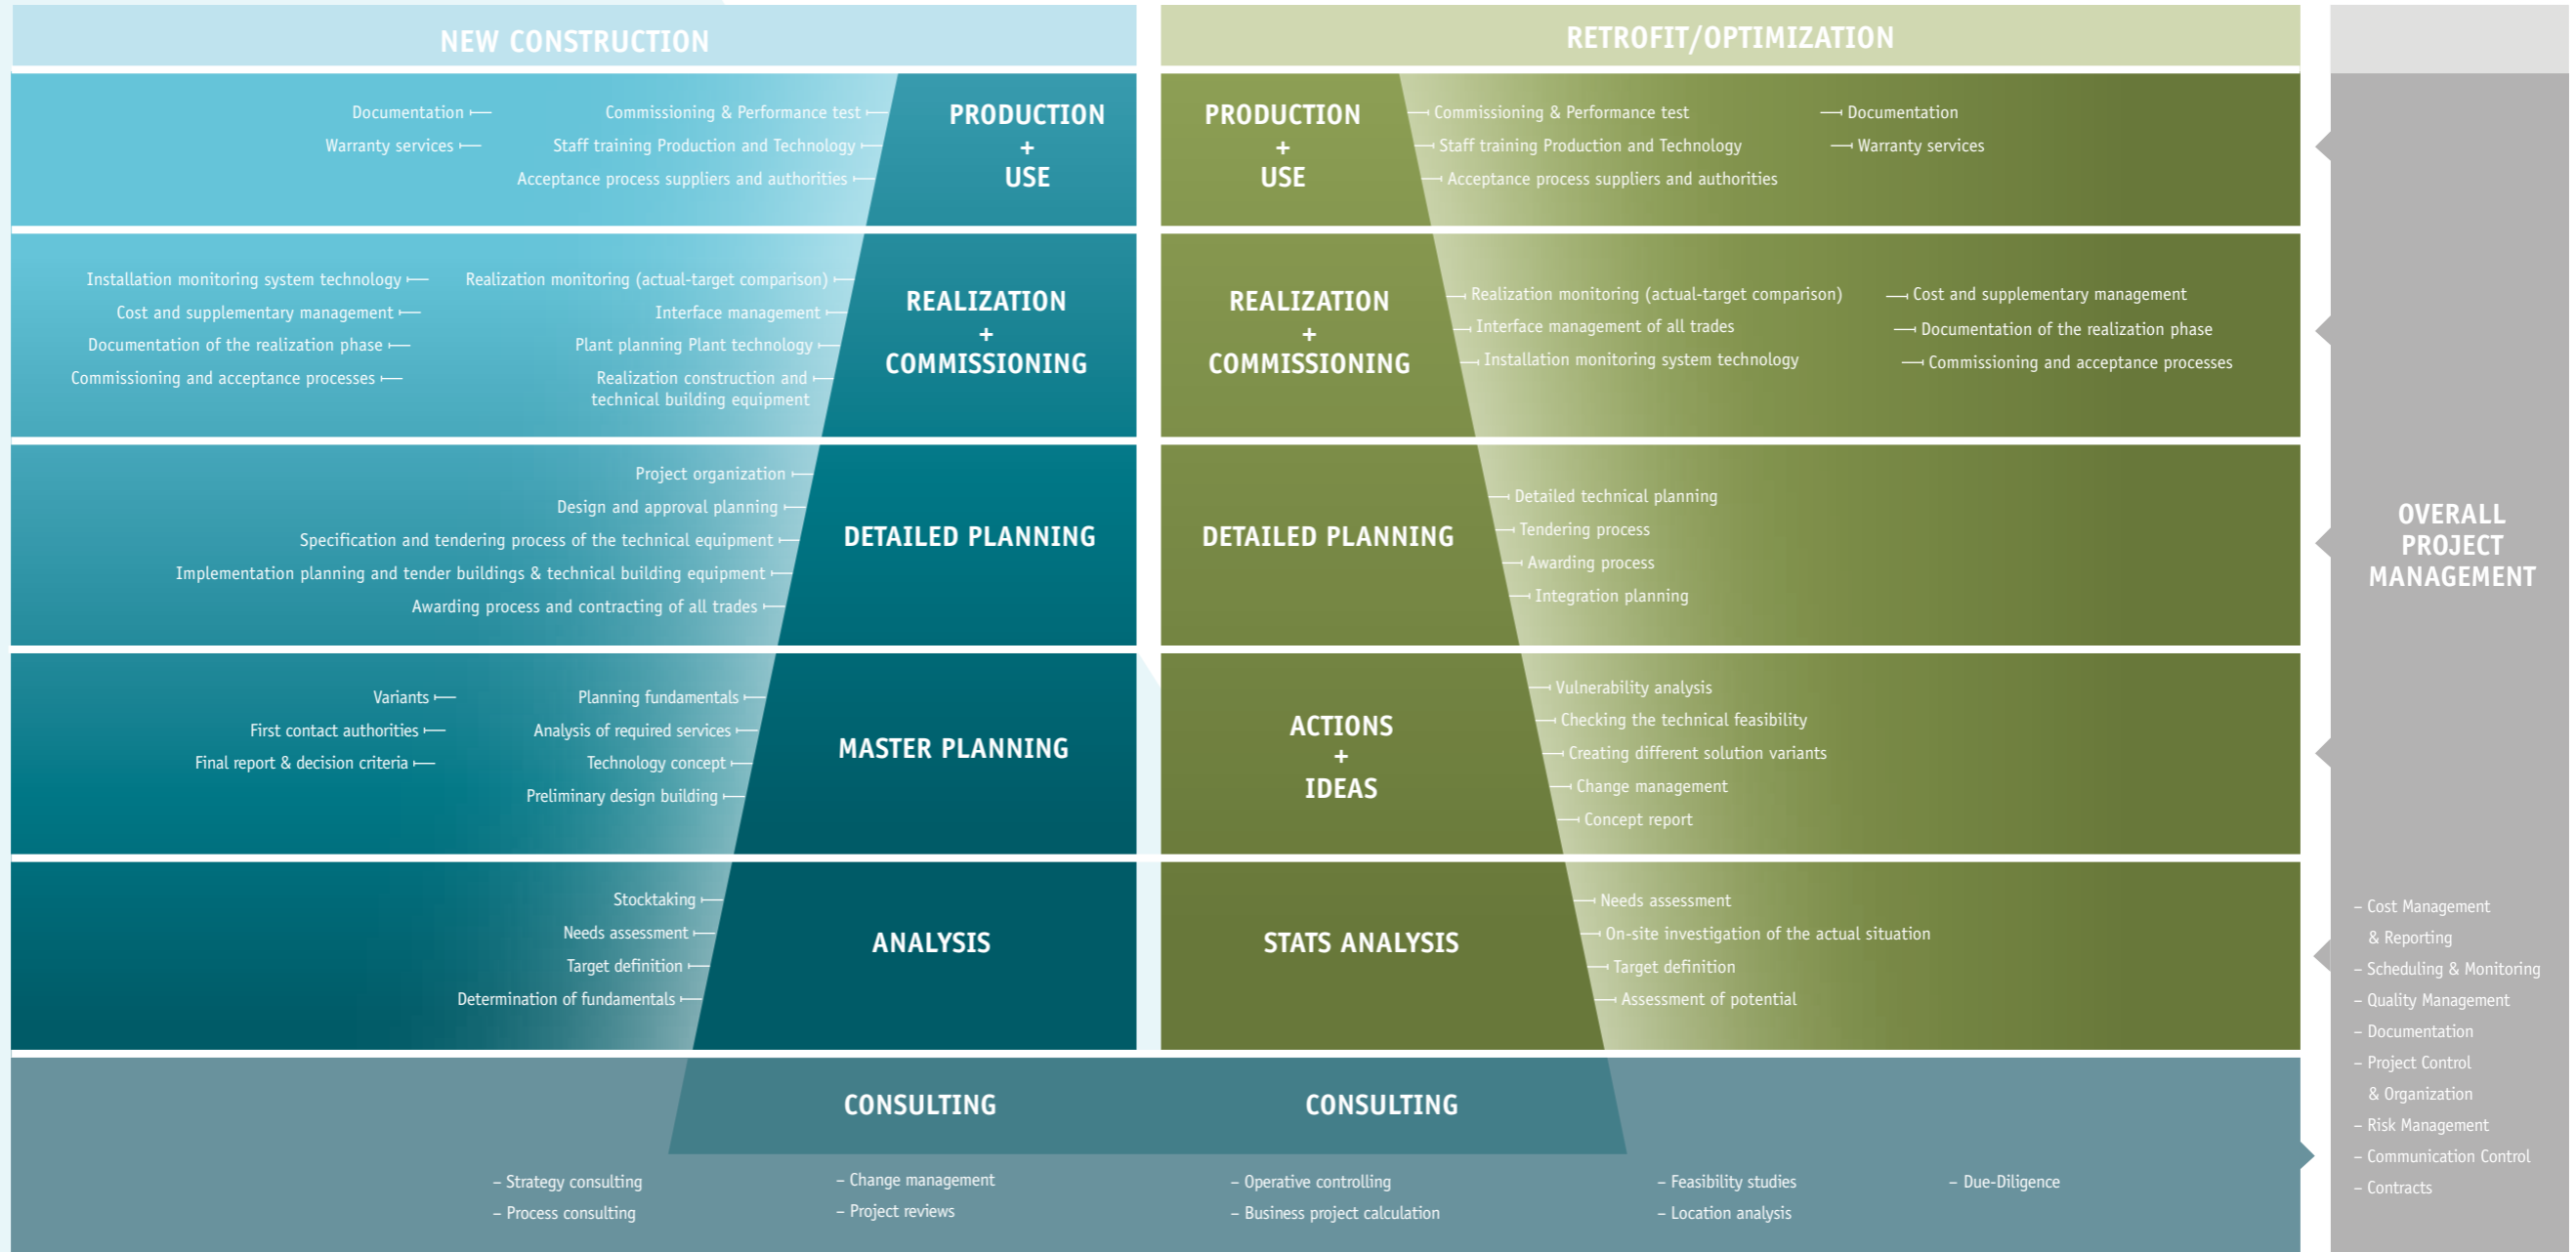 NEW CONSTRUCTION
Documentation
Warranty services
Commissioning & Performance test
Staff training Production and Technology
Acceptance process suppliers and authorities
PRODUCTION
+
USE
Installation monitoring system technology
Cost and supplementary management
Documentation of the realization phase
Commissioning and acceptance processes
Realization monitoring (actual-target comparison)
Interface management
Plant planning Plant technology
Realization construction and
technical building equipment
REALIZATION
+
COMMISSIONING
Project organization
Design and approval planning
Specification and tendering process of the technical equipment
Implementation planning and tender buildings & technical building equipment
Awarding process and contracting of all trades
DETAILED PLANNING
Variants
First contact authorities
Final report & decision criteria
Planning fundamentals
Analysis of required services
Technology concept
Preliminary design building
MASTER PLANNING
Stocktaking
Needs assessment
Target definition
Determination of fundamentals
ANALYSIS
RETROFIT/OPTIMIZATION
PRODUCTION
+
USE
Commissioning & Performance test
Staff training Production and Technology
Acceptance process suppliers and authorities
Documentation
Warranty services
REALIZATION
+
COMMISSIONING
Realization monitoring (actual-target comparison)
Interface management of all trades
Installation monitoring system technology
Cost and supplementary management
Documentation of the realization phase
Commissioning and acceptance processes
DETAILED PLANNING
Detailed technical planning
Tendering process
Awarding process
Integration planning
ACTIONS
+
IDEAS
Vulnerability analysis
Checking the technical feasibility
Creating different solution variants
Change management
Concept report
STATS ANALYSIS
Needs assessment
On-site investigation of the actual situation
Target definition
Assessment of potential
CONSULTING
CONSULTING
– Strategy consulting
– Process consulting
– Change management
– Project reviews
– Operative controlling
– Business project calculation
– Feasibility studies
– Location analysis
– Due-Diligence
OVERALL
PROJECT
MANAGEMENT
– Cost Management
& Reporting
– Scheduling & Monitoring
– Quality Management
– Documentation
– Project Control
& Organization
– Risk Management
– Communication Control
– Contracts